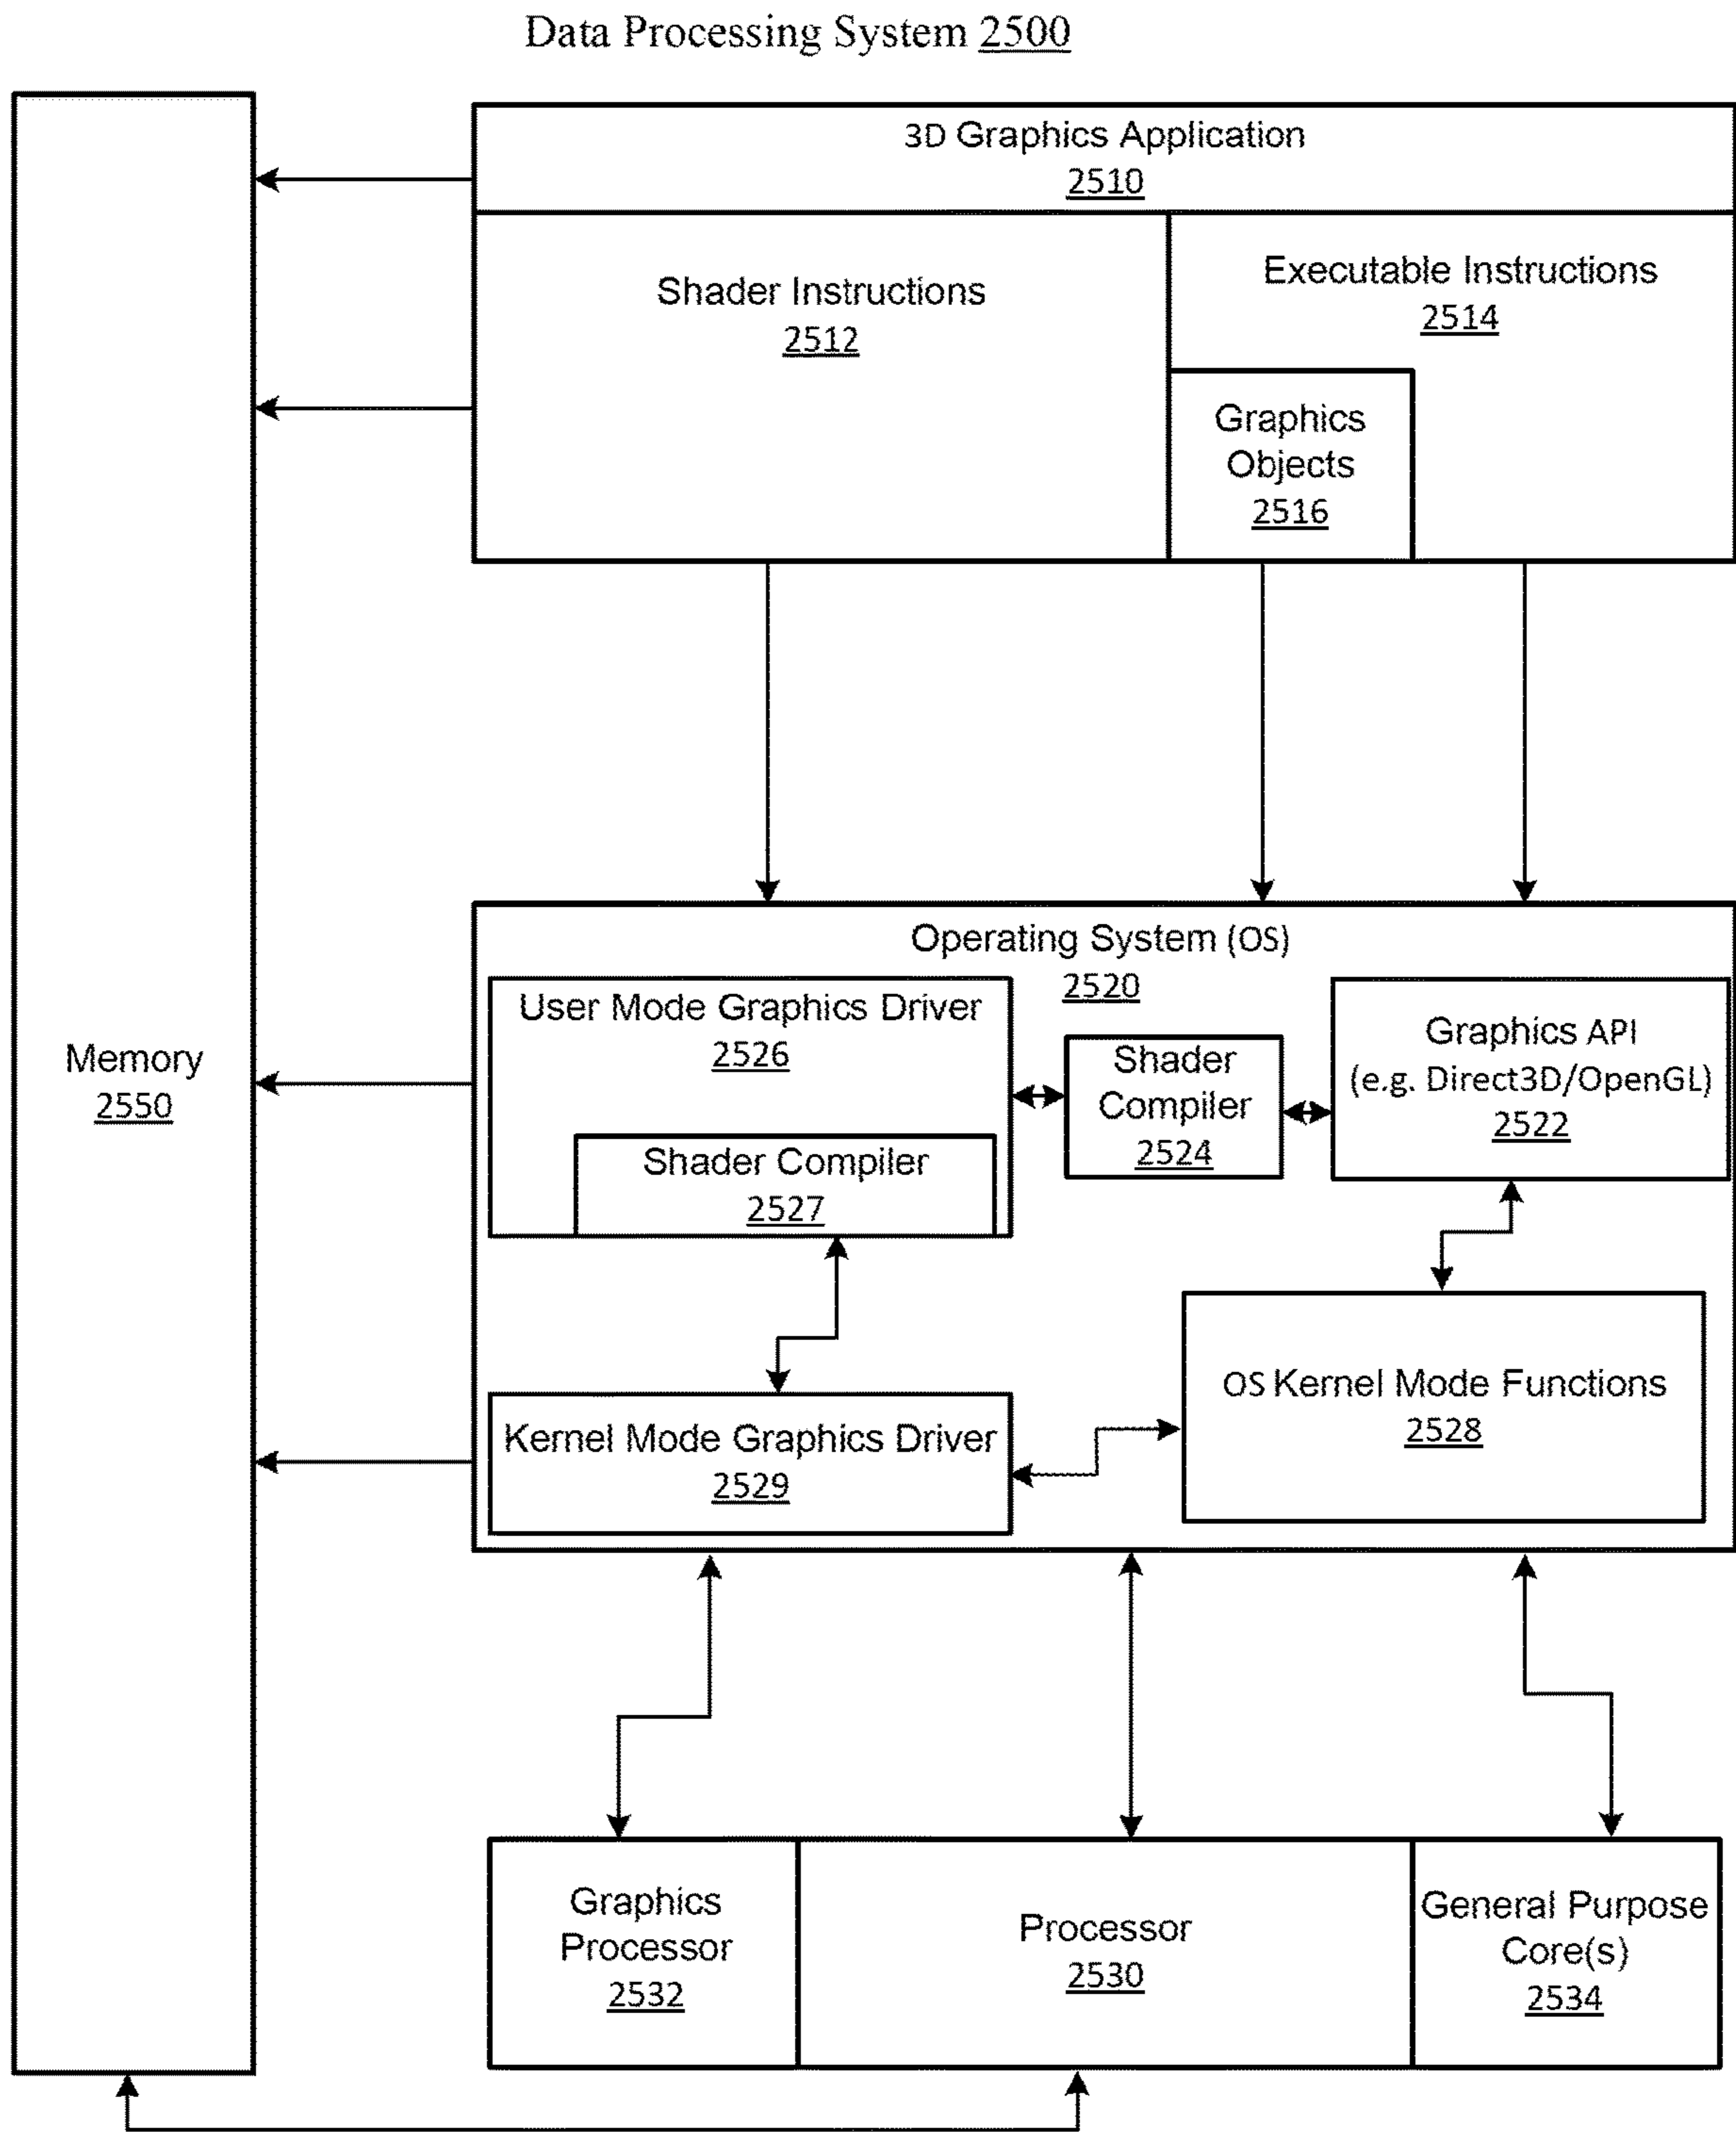 Data Processing System 2500
3D Graphics Application
2510
Shader Instructions
2512
Executable Instructions
2514
Graphics
Objects
2516
Memory
2550
Operating System (OS)
2520
User Mode Graphics Driver
2526
Shader Compiler
2527
Shader
Compiler
2524
Graphics API
(e.g. Direct3D/OpenGL)
2522
Kernel Mode Graphics Driver
2529
OS Kernel Mode Functions
2528
Graphics
Processor
2532
Processor
2530
General Purpose
Core(s)
2534